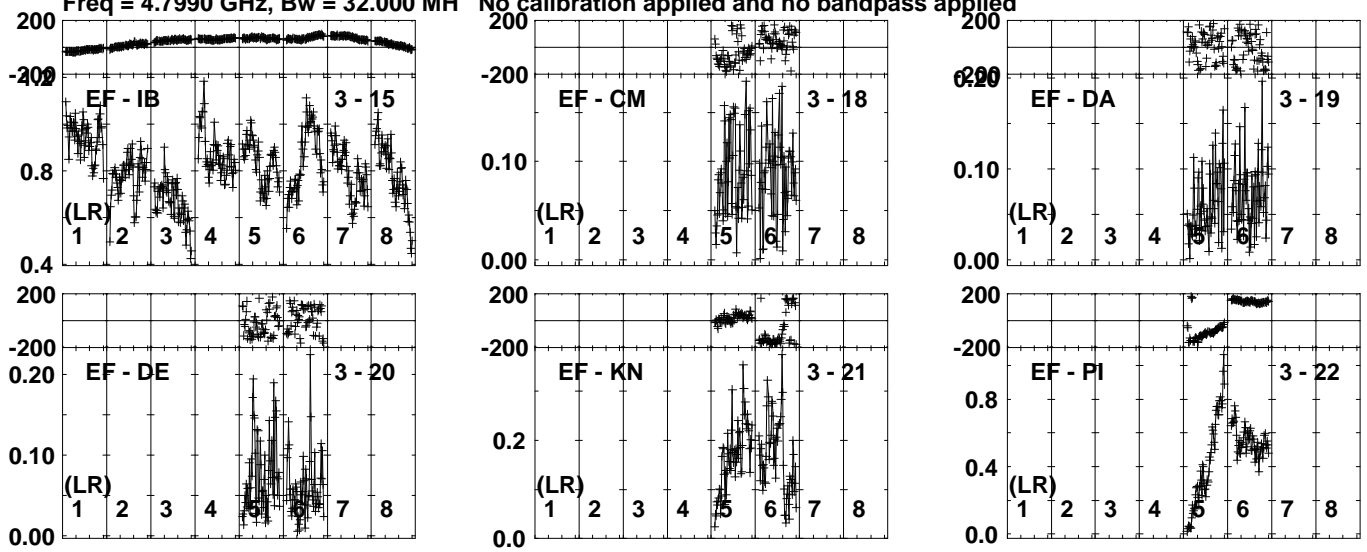 Freq = 4.7990 GHz, Bw = 32.000 MH No calibration applied and no bandpass applied
200 200 200
-200 -200 -200
1.2 0.20
EF - IB 3 - 15 EF - CM 3 - 18 EF - DA 3 - 19
0.8 0.10 0.10
(LR) (LR) (LR)
1 2 3 4 5 6 7 8 1 2 3 4 5 6 7 8 1 2 3 4 5 6 7 8
0.4 0.00 0.00
200 200 200
-200 -200 -200
0.20 EF - DE 3 - 20 EF - KN 3 - 21 EF - PI 3 - 22
0.8
0.10 0.2
0.4
(LR) (LR) (LR)
1 2 3 4 5 6 7 8 1 2 3 4 5 6 7 8 1 2 3 4 5 6 7 8
0.00 0.0 0.0